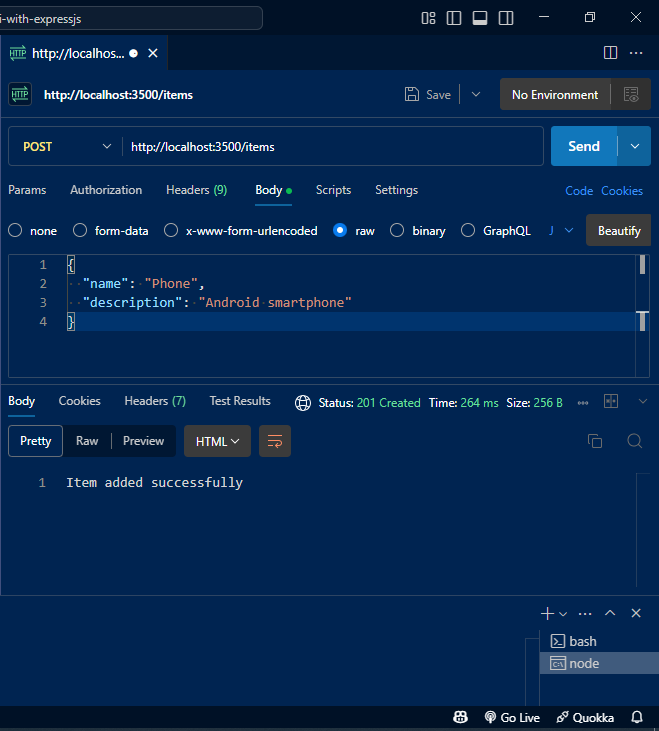 i-with-expressjs
HTTP http://localhos...
HTTP http://localhost:3500/items Save No Environment
POST http://localhost:3500/items Send
Params Authorization Headers (9) Body Scripts Settings Code Cookies
none form-data x-www-form-urlencoded raw binary GraphQL J Beautify
1 {
2 "name": "Phone",
3 "description": "Android smartphone"
4 }
Body Cookies Headers (7) Test Results Status: 201 Created Time: 264 ms Size: 256 B
Pretty Raw Preview HTML
1 Item added successfully
bash
node
Go Live Quokka